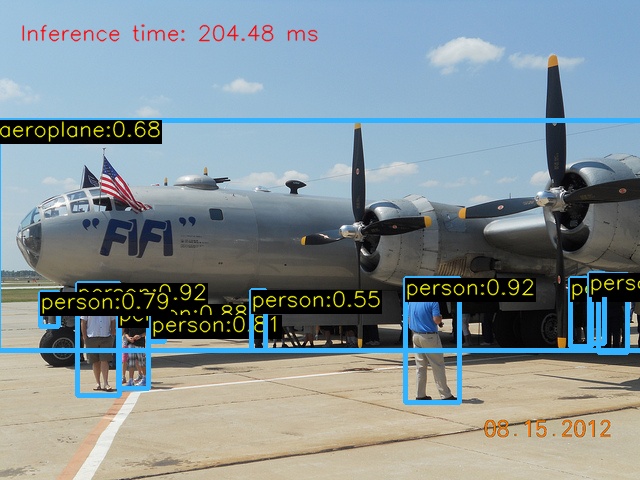 Inference time: 204.48 ms
aeroplane:0.68
"FIFI"
person:0.92
person:0.79
person:0.55
person:0.92
person:0.81
08.15.2012